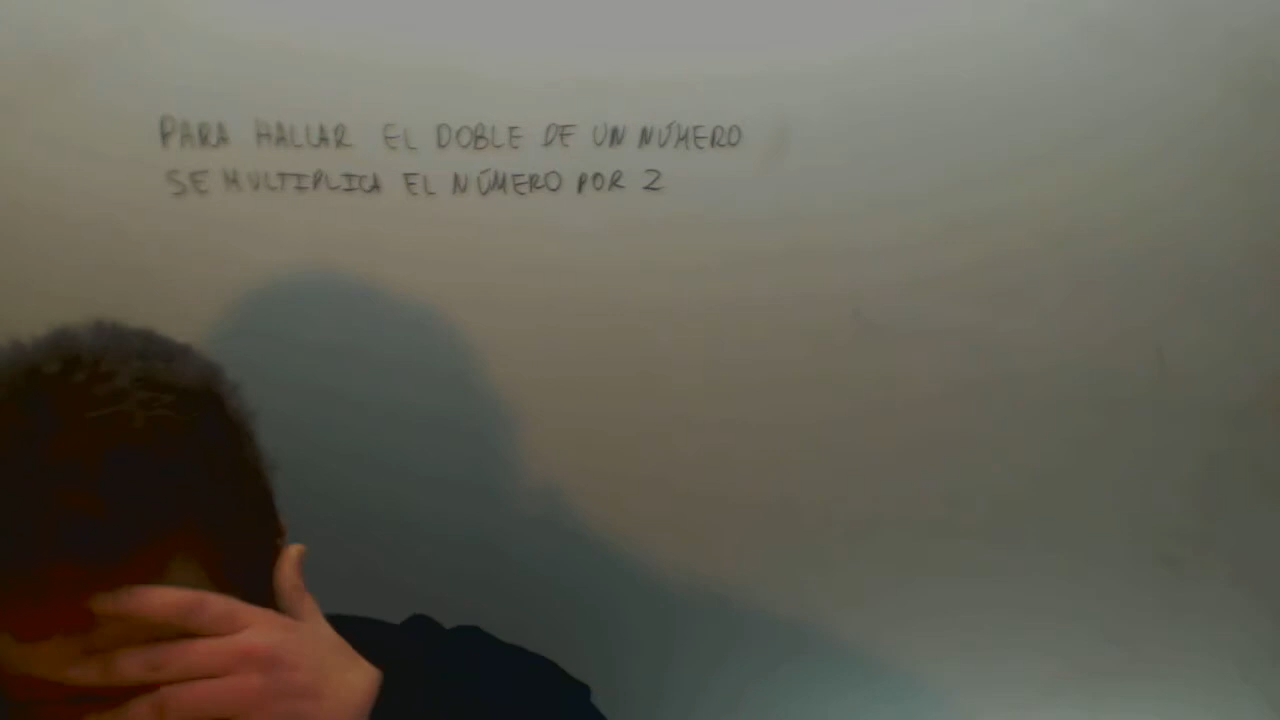 PARA HALLAR EL DOBLE DE UN NÚMERO
SE MULTIPLICA EL NÚMERO POR 2